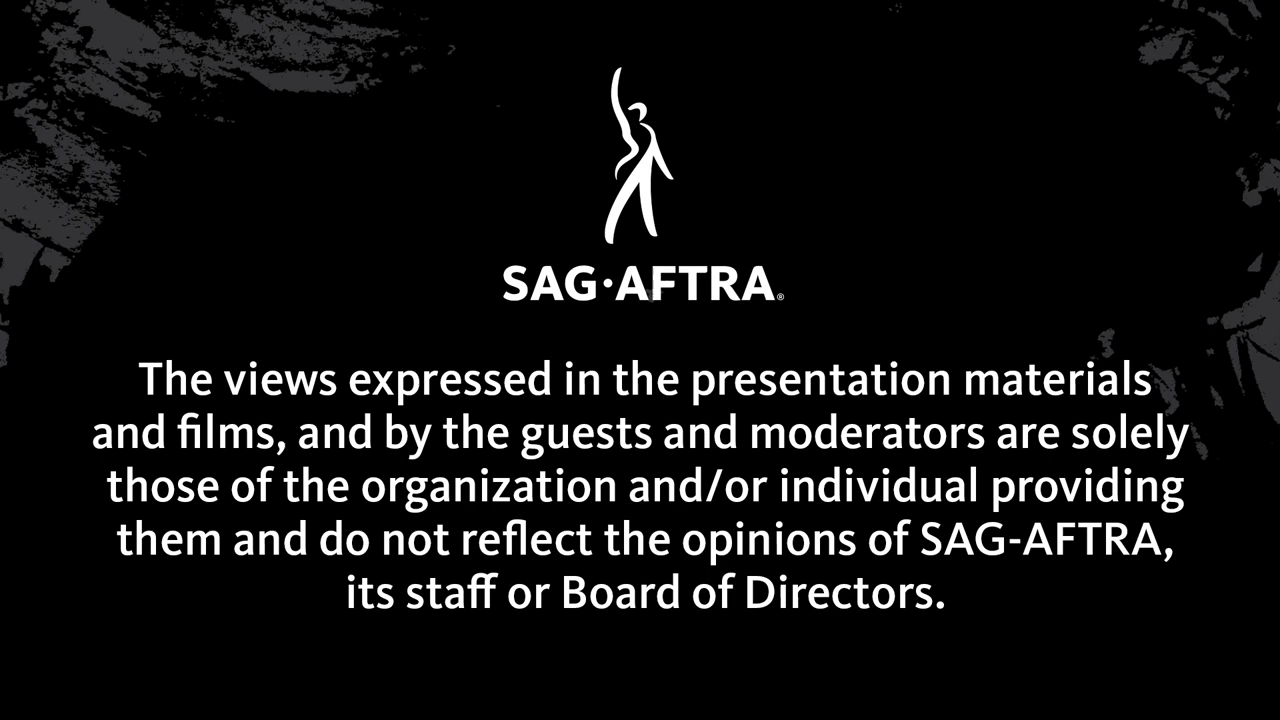 SAG·AFTRA®
The views expressed in the presentation materials
and films, and by the guests and moderators are solely
those of the organization and/or individual providing
them and do not reflect the opinions of SAG-AFTRA,
its staff or Board of Directors.